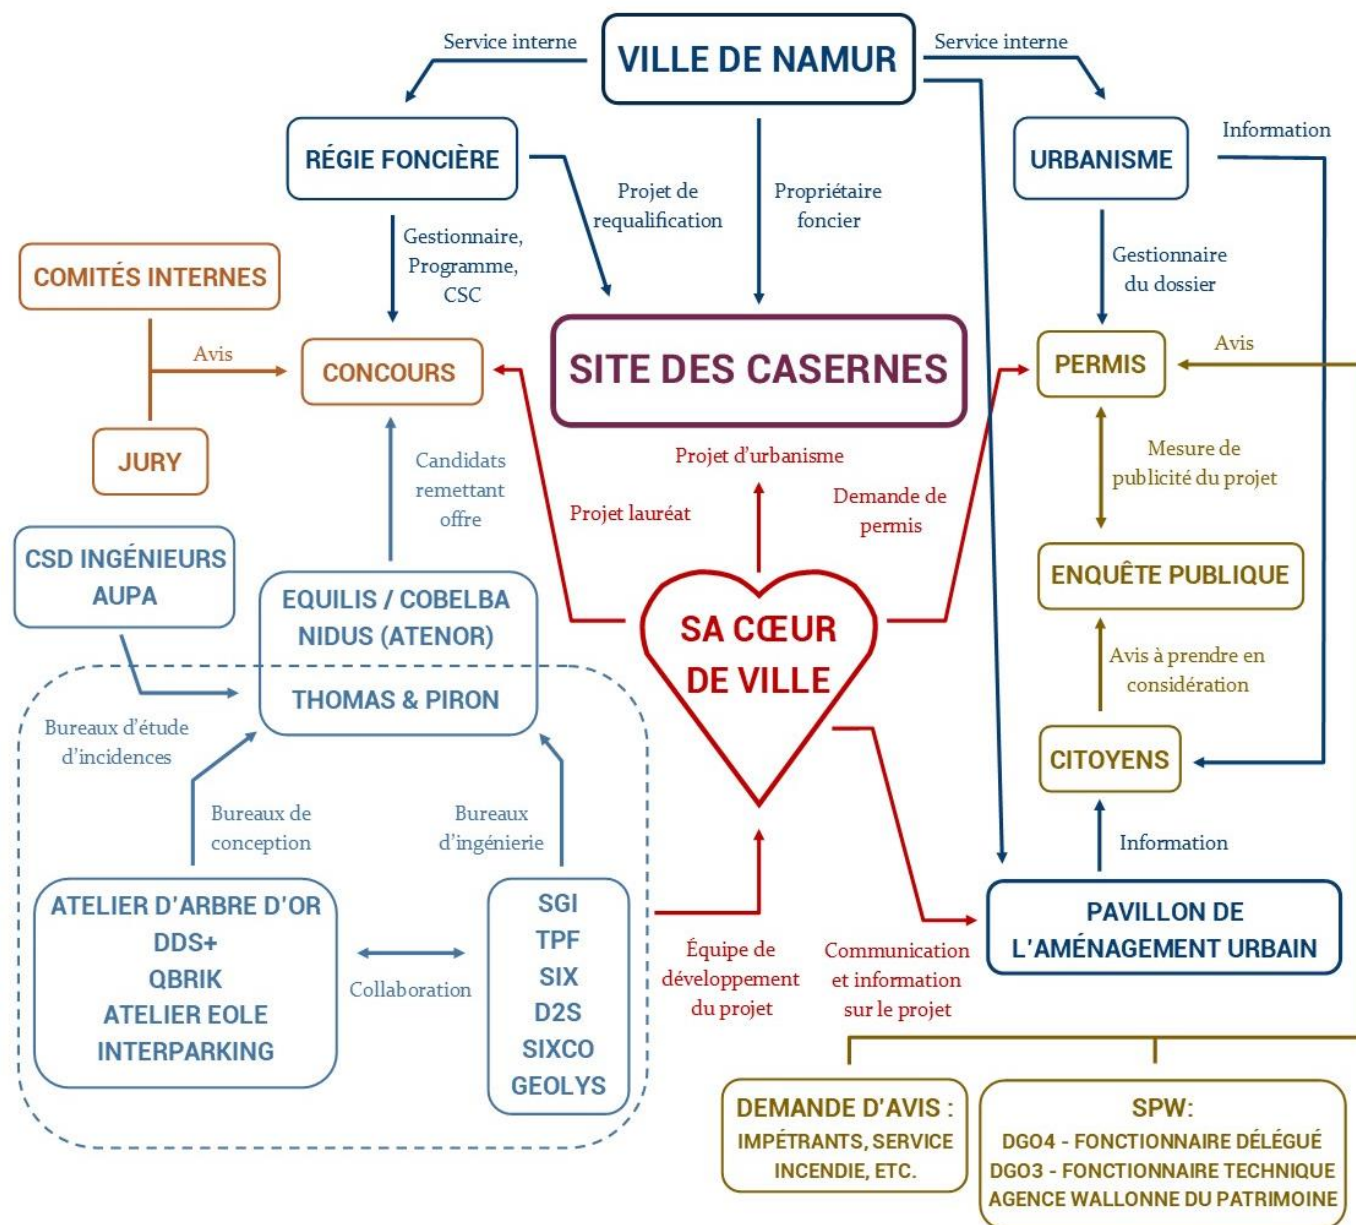 Service interne
VILLE DE NAMUR
Service interne
RÉGIE FONCIÈRE
URBANISME
Information
Projet de
requalification
Propriétaire
foncier
Gestionnaire,
Programme,
CSC
Gestionnaire
du dossier
COMITÉS INTERNES
Avis
CONCOURS
SITE DES CASERNES
PERMIS
Avis
JURY
Candidats
remettant
offre
Projet d'urbanisme
Projet lauréat
Demande de
permis
Mesure de
publicité du projet
CSD INGÉNIEURS
AUPA
EQUILIS / COBELBA
NIDUS (ATENOR)
THOMAS & PIRON
SA CŒUR
DE VILLE
ENQUÊTE PUBLIQUE
Avis à prendre en
considération
Bureaux d'étude
d'incidences
CITOYENS
Bureaux de
conception
Bureaux
d'ingénierie
Information
ATELIER D'ARBRE D'OR
DDS+
QBRIK
ATELIER EOLE
INTERPARKING
Collaboration
SGI
TPF
SIX
D2S
SIXCO
GEOLYS
Équipe de
développement
du projet
Communication
et information
sur le projet
PAVILLON DE
L'AMÉNAGEMENT URBAIN
DEMANDE D'AVIS :
IMPÉTRANTS, SERVICE
INCENDIE, ETC.
SPW:
DGO4 - FONCTIONNAIRE DÉLÉGUÉ
DGO3 - FONCTIONNAIRE TECHNIQUE
AGENCE WALLONNE DU PATRIMOINE